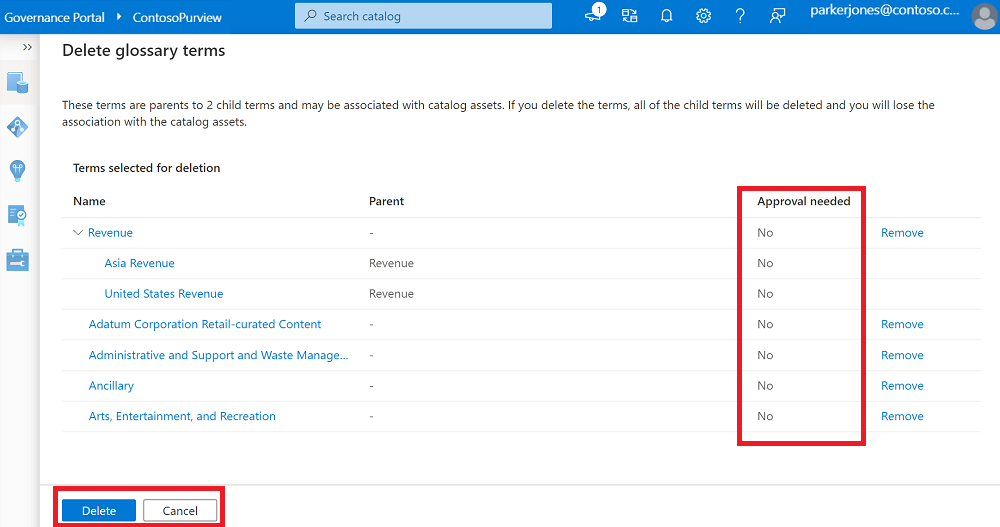 Governance Portal ContosoPurview Search catalog 1 ? parkerjones@contoso.c...
>>
Delete glossary terms
These terms are parents to 2 child terms and may be associated with catalog assets. If you delete the terms, all of the child terms will be deleted and you will lose the
association with the catalog assets.
Terms selected for deletion
Name Parent Approval needed
Revenue - No Remove
Asia Revenue Revenue No
United States Revenue Revenue No
Adatum Corporation Retail-curated Content - No Remove
Administrative and Support and Waste Manage... - No Remove
Ancillary - No Remove
Arts, Entertainment, and Recreation - No Remove
Delete Cancel